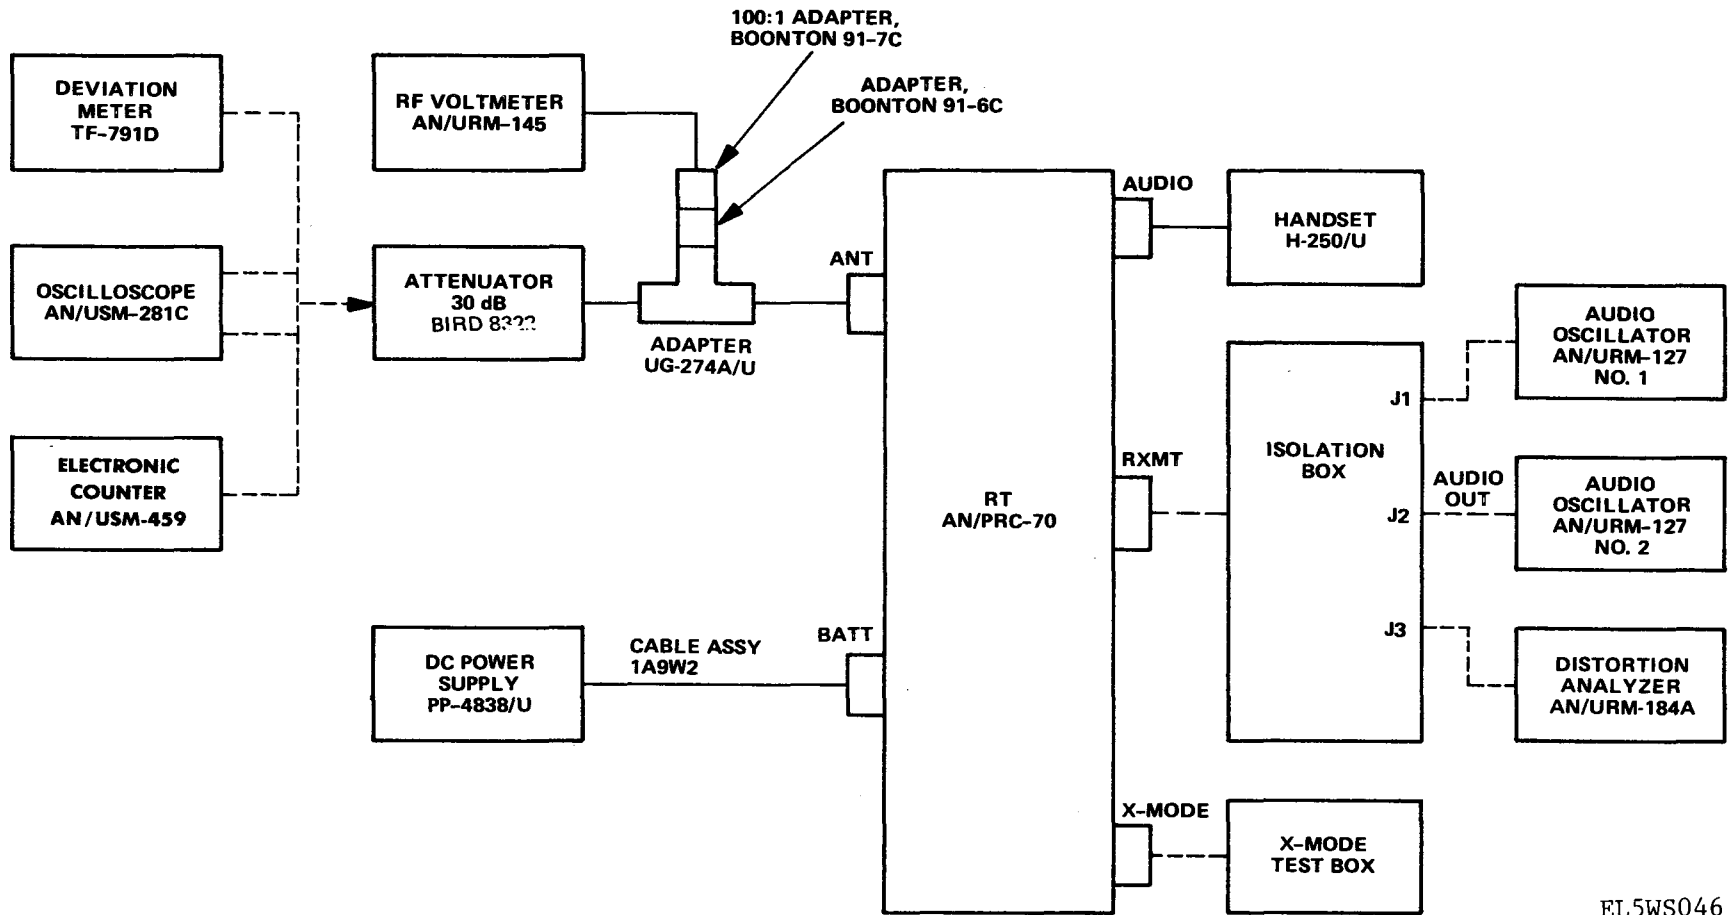 100:1 ADAPTER,
BOONTON 91-7C
ADAPTER,
BOONTON 91-6C
DEVIATION
METER
TF-791D
RF VOLTMETER
AN/URM-145
OSCILLOSCOPE
AN/USM-281C
ATTENUATOR
30 dB
BIRD 8322
ADAPTER
UG-274A/U
ELECTRONIC
COUNTER
AN/USM-459
DC POWER
SUPPLY
PP-4838/U
CABLE ASSY
1A9W2
ANT
BATT
RT
AN/PRC-70
AUDIO
HANDSET
H-250/U
RXMT
ISOLATION
BOX
J1
J2
J3
AUDIO
OUT
AUDIO
OSCILLATOR
AN/URM-127
NO. 1
AUDIO
OSCILLATOR
AN/URM-127
NO. 2
DISTORTION
ANALYZER
AN/URM-184A
X-MODE
X-MODE
TEST BOX
EL5WS046